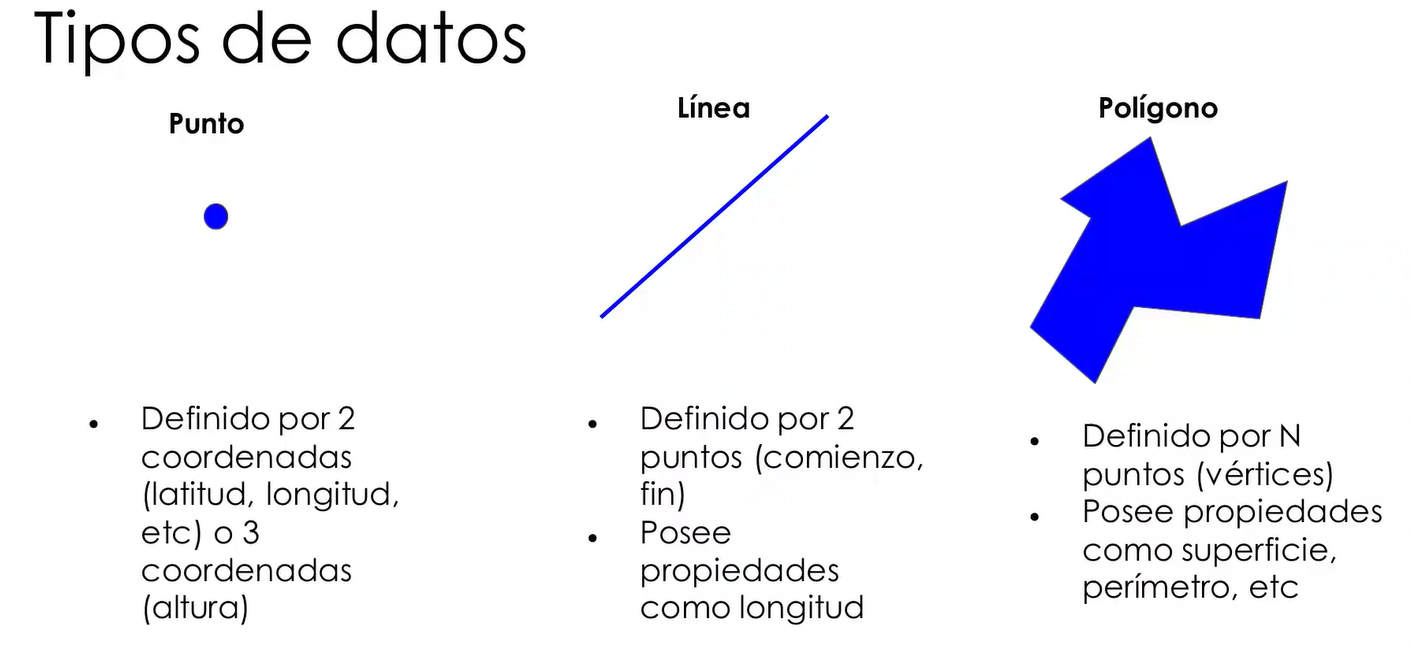 Tipos de datos
Punto
Definido por 2
coordenadas
(latitud, longitud,
etc) o 3
coordenadas
(altura)
Línea
Definido por 2
puntos (comienzo,
fin)
Posee
propiedades
como longitud
Polígono
Definido por N
puntos (vértices)
Posee propiedades
como superficie,
perímetro, etc